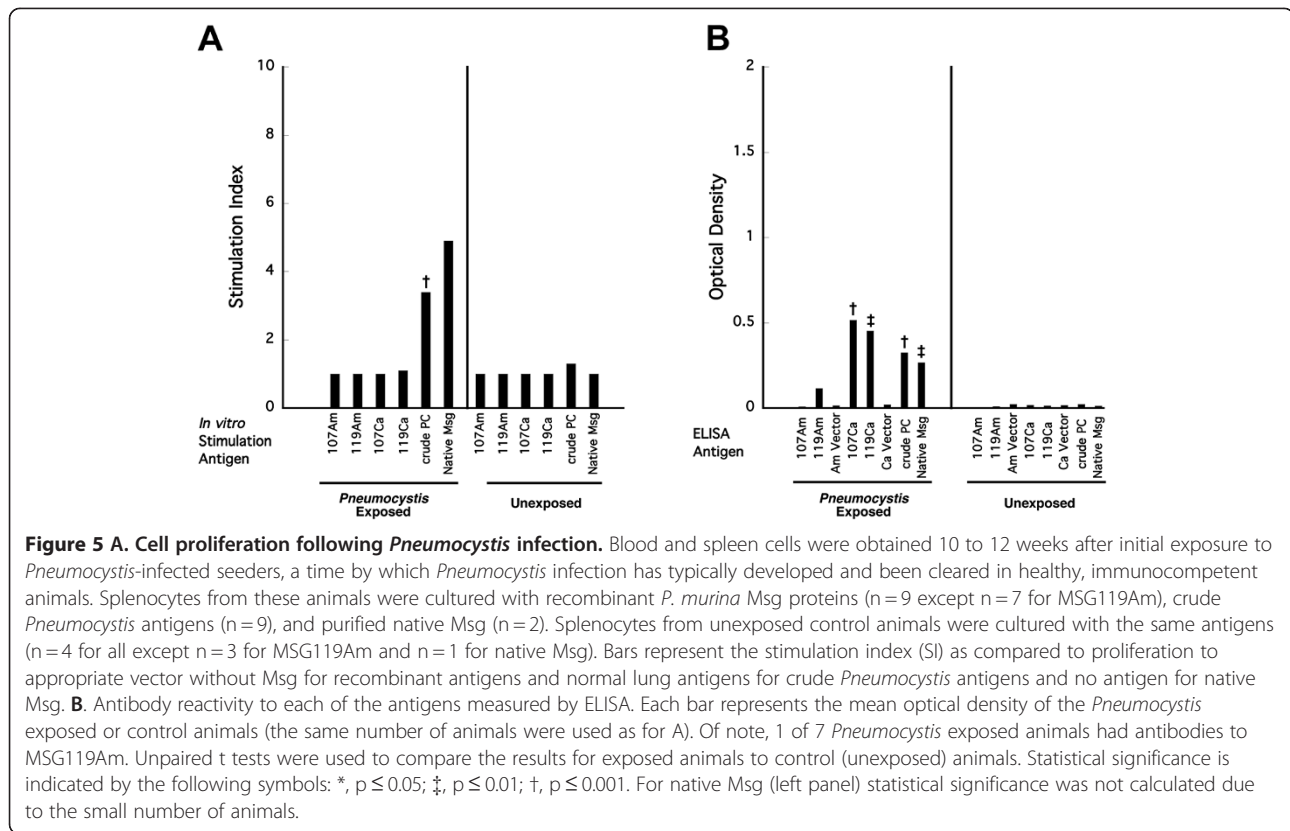 A
B
10
8
6
4
2
0
Stimulation Index
†
In vitro
Stimulation
Antigen
107Am
119Am
107Ca
119Ca
crude PC
Native Msg
107Am
119Am
107Ca
119Ca
crude PC
Native Msg
Pneumocystis
Exposed
Unexposed
2
1.5
1
0.5
0
Optical Density
†
‡
†
‡
ELISA
Antigen
107Am
119Am
Am Vector
107Ca
119Ca
Ca Vector
crude PC
Native Msg
107Am
119Am
Am Vector
107Ca
119Ca
Ca Vector
crude PC
Native Msg
Pneumocystis
Exposed
Unexposed
Figure 5 A. Cell proliferation following Pneumocystis infection. Blood and spleen cells were obtained 10 to 12 weeks after initial exposure to
Pneumocystis-infected seeders, a time by which Pneumocystis infection has typically developed and been cleared in healthy, immunocompetent
animals. Splenocytes from these animals were cultured with recombinant P. murina Msg proteins (n = 9 except n = 7 for MSG119Am), crude
Pneumocystis antigens (n = 9), and purified native Msg (n = 2). Splenocytes from unexposed control animals were cultured with the same antigens
(n = 4 for all except n = 3 for MSG119Am and n = 1 for native Msg). Bars represent the stimulation index (SI) as compared to proliferation to
appropriate vector without Msg for recombinant antigens and normal lung antigens for crude Pneumocystis antigens and no antigen for native
Msg. B. Antibody reactivity to each of the antigens measured by ELISA. Each bar represents the mean optical density of the Pneumocystis
exposed or control animals (the same number of animals were used as for A). Of note, 1 of 7 Pneumocystis exposed animals had antibodies to
MSG119Am. Unpaired t tests were used to compare the results for exposed animals to control (unexposed) animals. Statistical significance is
indicated by the following symbols: *, p ≤ 0.05; ‡, p ≤ 0.01; †, p ≤ 0.001. For native Msg (left panel) statistical significance was not calculated due
to the small number of animals.